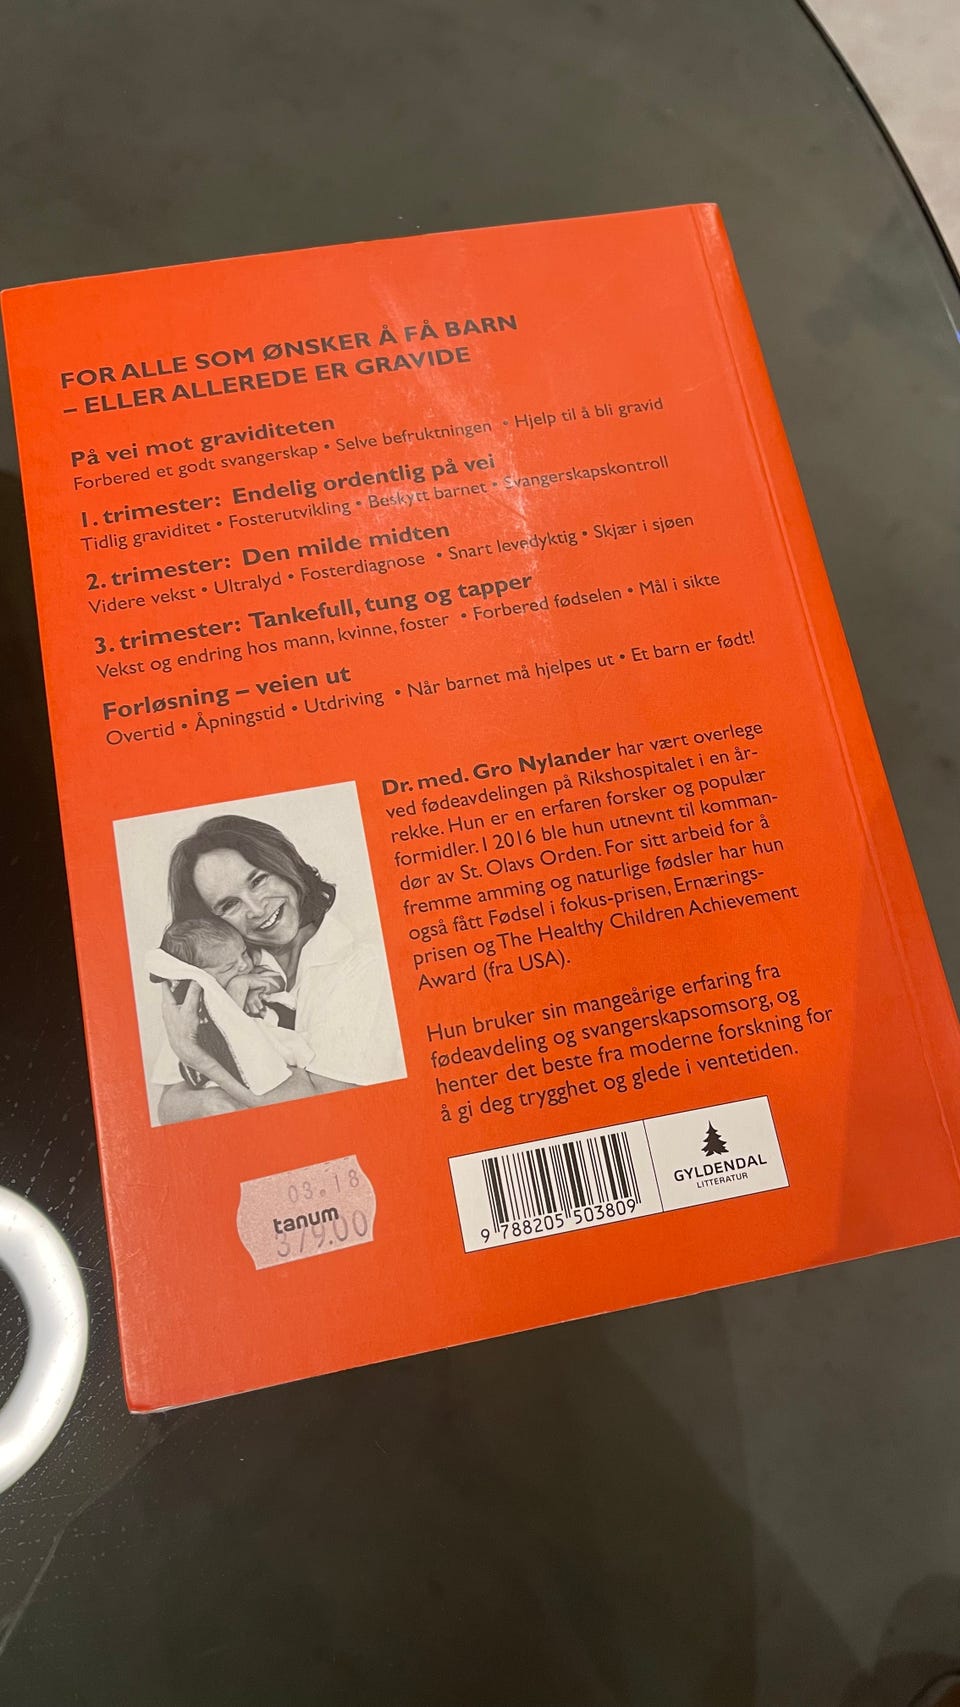 FOR ALLE SOM ØNSKER Å FÅ BARN
– ELLER ALLEREDE ER GRAVIDE
På vei mot graviditeten
Forbered et godt svangerskap • Selve befruktningen • Hjelp til å bli gravid
1. trimester: Endelig ordentlig på vei
Tidlig graviditet • Fosterutvikling • Beskytt barnet • Svangerskapskontroll
2. trimester: Den milde midten
Videre vekst • Ultralyd • Fosterdiagnose • Snart levedyktig • Skjær i sjøen
3. trimester: Tankefull, tung og tapper
Vekst og endring hos mann, kvinne, foster • Forbered fødselen • Mål i sikte
Forløsning – veien ut
Overtid • Åpningstid • Utdriving • Når barnet må hjelpes ut • Et barn er født!
Dr. med. Gro Nylander har vært overlege
ved fødeavdelingen på Rikshospitalet i en år-
rekke. Hun er en erfaren forsker og populær
formidler. I 2016 ble hun utnevnt til komman-
dør av St. Olavs Orden. For sitt arbeid for å
fremme amming og naturlige fødsler har hun
også fått Fødsel i fokus-prisen, Ernærings-
prisen og The Healthy Children Achievement
Award (fra USA).
Hun bruker sin mangeårige erfaring fra
fødeavdeling og svangerskapsomsorg, og
henter det beste fra moderne forskning for
å gi deg trygghet og glede i ventetiden.
03.18
tanum
379.00
9 788205 503809
GYLDENDAL
LITTERATUR